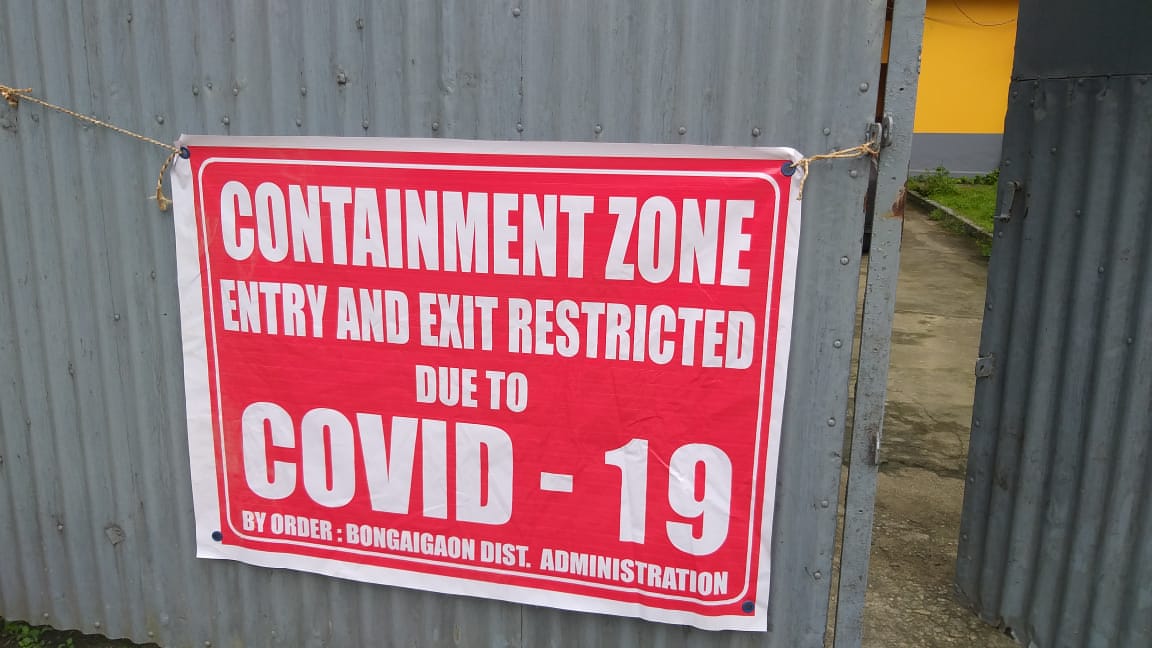 CONTAINMENT ZONE
ENTRY AND EXIT RESTRICTED
DUE TO
COVID - 19
BY ORDER : BONGAIGAON DIST. ADMINISTRATION